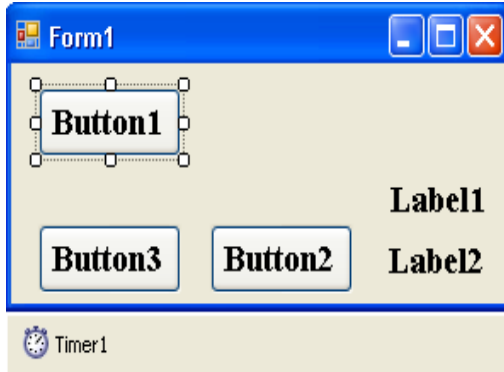 Form1
Button1
Label1
Button3 Button2 Label2
Timer1